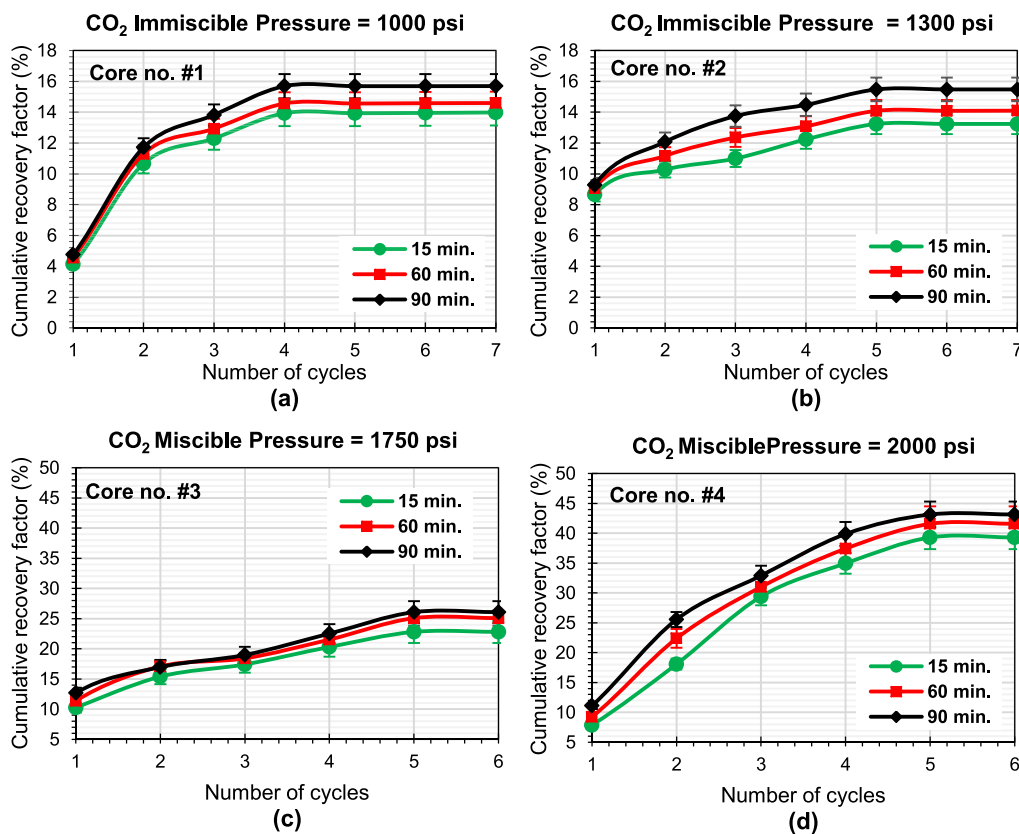 CO₂ Immiscible Pressure = 1000 psi
Cumulative recovery factor (%)
18
16
14
12
10
8
6
4
2
0
Core no. #1
15 min.
60 min.
90 min.
1 2 3 4 5 6 7
Number of cycles
(a)
CO₂ Immiscible Pressure = 1300 psi
Cumulative recovery factor (%)
18
16
14
12
10
8
6
4
2
0
Core no. #2
15 min.
60 min.
90 min.
1 2 3 4 5 6 7
Number of cycles
(b)
CO₂ Miscible Pressure = 1750 psi
Cumulative recovery factor (%)
50
45
40
35
30
25
20
15
10
5
Core no. #3
15 min.
60 min.
90 min.
1 2 3 4 5 6
Number of cycles
(c)
CO₂ MisciblePressure = 2000 psi
Cumulative recovery factor (%)
50
45
40
35
30
25
20
15
10
5
Core no. #4
15 min.
60 min.
90 min.
1 2 3 4 5 6
Number of cycles
(d)